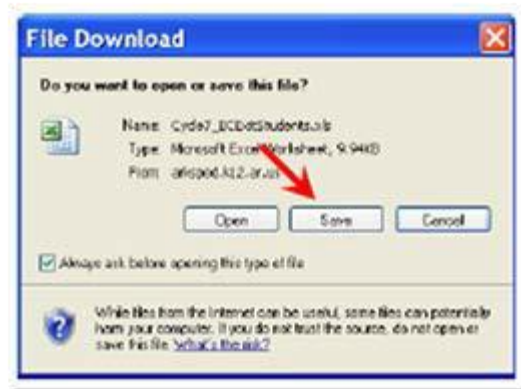 File Download
Do you want to open or save this file?
Name: Cycle7_ECDotStudents.xls
Type: Microsoft Excel Worksheet, 9.94KB
From: arksped.k12.ar.us
Open Save Cancel
Always ask before opening this type of file
While files from the Internet can be useful, some files can potentially
harm your computer. If you do not trust the source, do not open or
save this file. What's the risk?